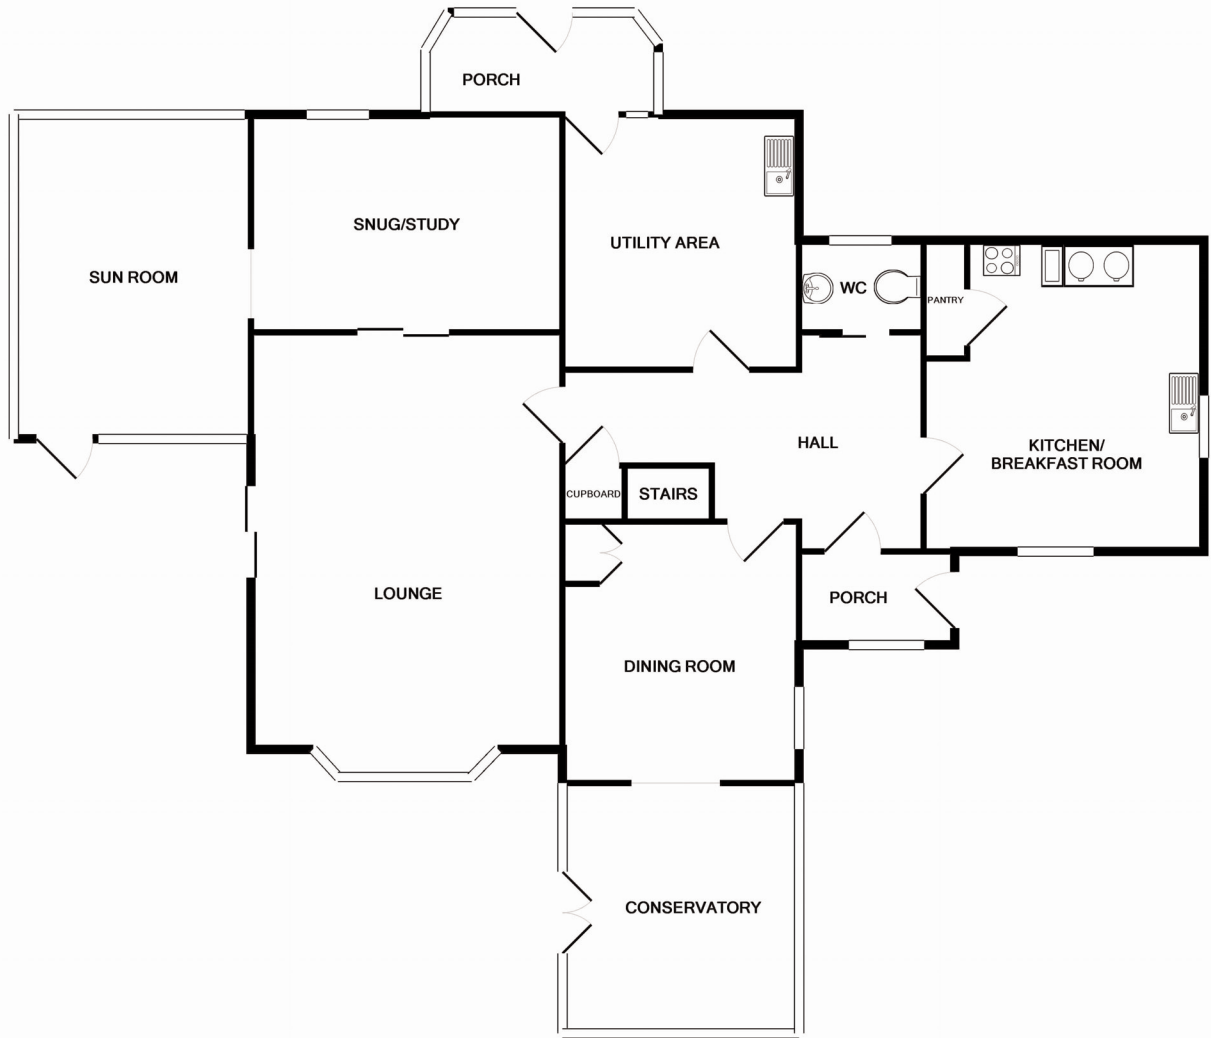 PORCH
SNUG/STUDY
UTILITY AREA
SUN ROOM
WC
PANTRY
HALL
KITCHEN/
BREAKFAST ROOM
CUPBOARD
STAIRS
LOUNGE
PORCH
DINING ROOM
CONSERVATORY